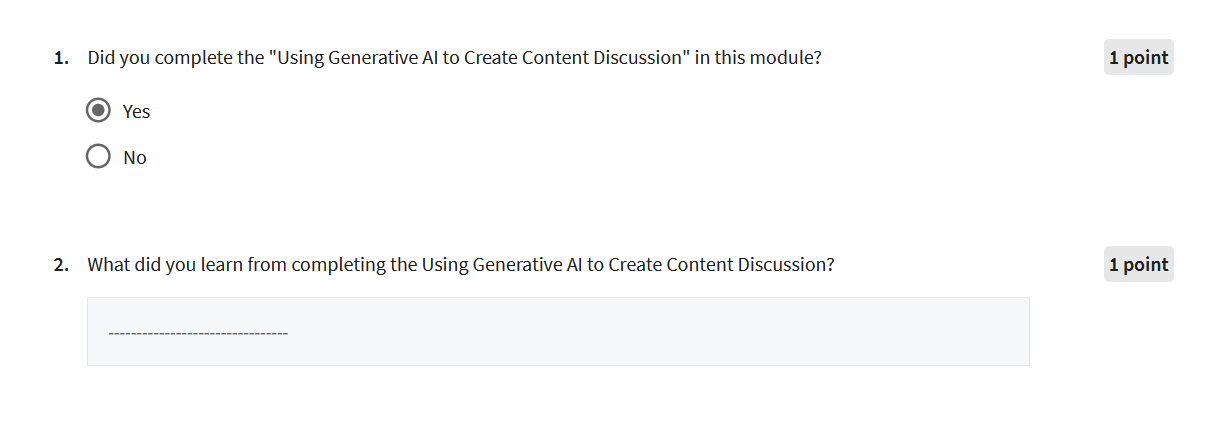 1. Did you complete the "Using Generative AI to Create Content Discussion" in this module? 1 point
Yes
No
2. What did you learn from completing the Using Generative AI to Create Content Discussion? 1 point
--------------------------------